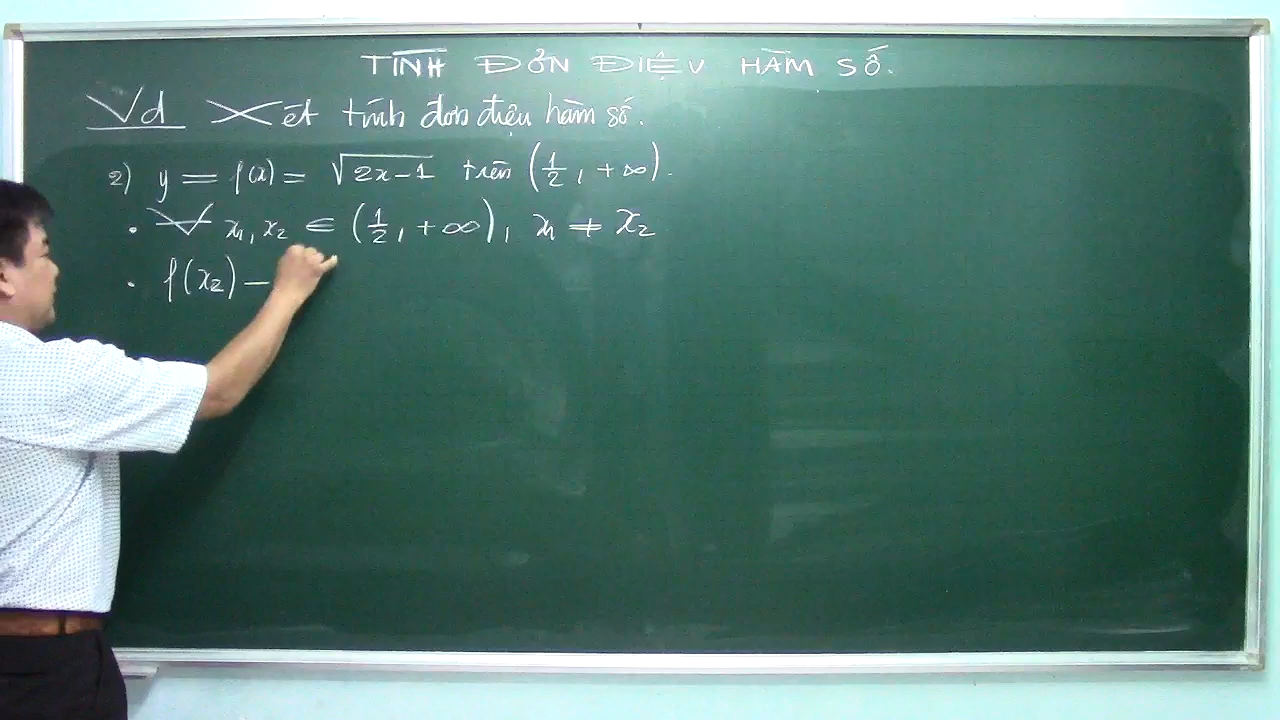 TÍNH ĐƠN ĐIỆU HÀM SỐ.
Vd Xét tính đơn điệu hàm số.
2) y = f(x) = √(2x-1) trên (1/2, +∞).
• ∀ x₁, x₂ ∈ (1/2, +∞), x₁ ≠ x₂
• f(x₂) -